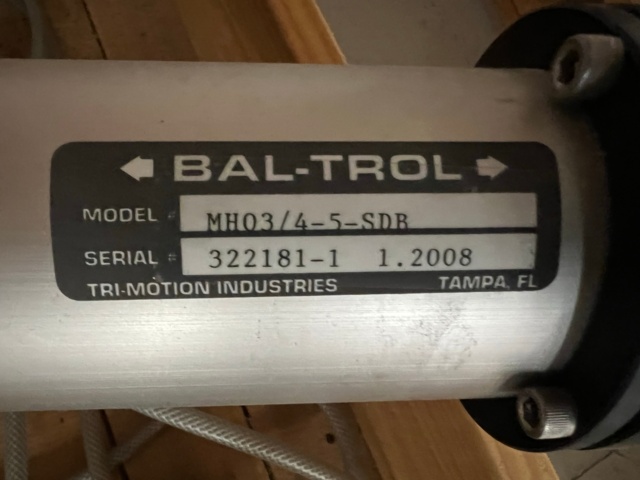 BAL-TROL
MODEL # MH03/4-5-SDB
SERIAL # 322181-1 1.2008
TRI-MOTION INDUSTRIES TAMPA, FL